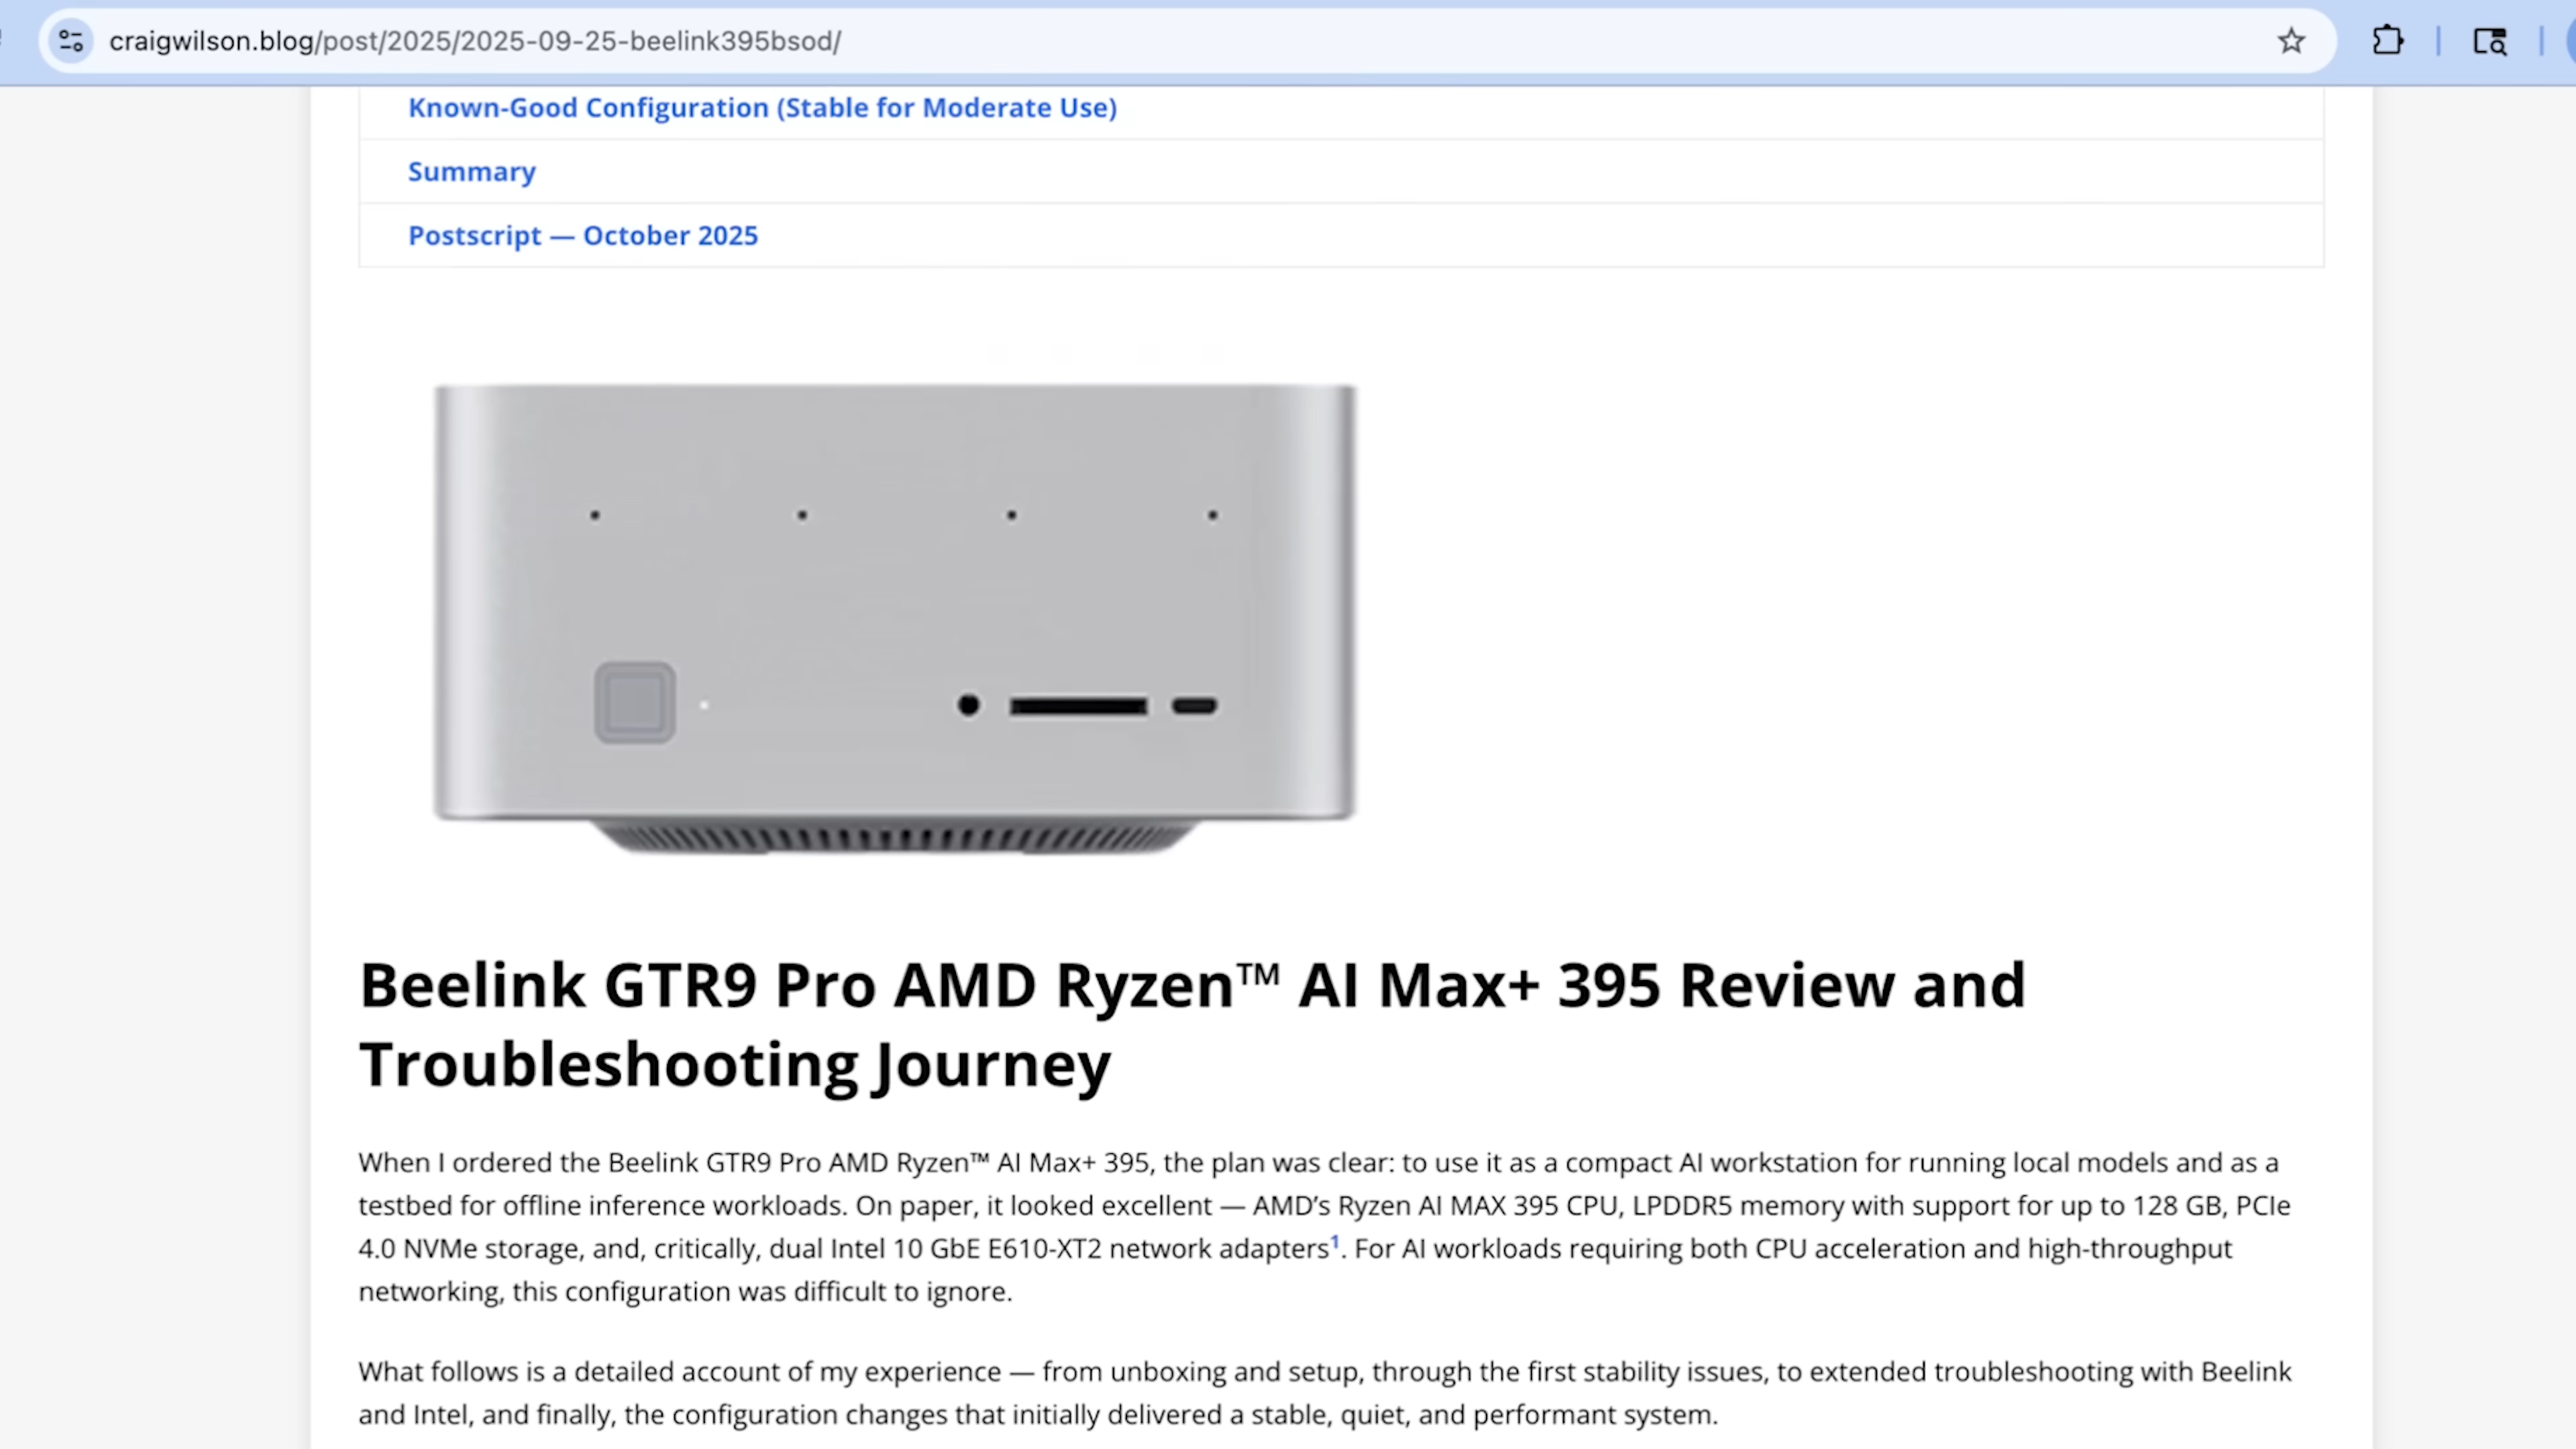 craigwilson.blog/post/2025/2025-09-25-beelink395bsod/
Known-Good Configuration (Stable for Moderate Use)
Summary
Postscript — October 2025
Beelink GTR9 Pro AMD Ryzen™ AI Max+ 395 Review and
Troubleshooting Journey
When I ordered the Beelink GTR9 Pro AMD Ryzen™ AI Max+ 395, the plan was clear: to use it as a compact AI workstation for running local models and as a
testbed for offline inference workloads. On paper, it looked excellent — AMD’s Ryzen AI MAX 395 CPU, LPDDR5 memory with support for up to 128 GB, PCIe
4.0 NVMe storage, and, critically, dual Intel 10 GbE E610-XT2 network adapters¹. For AI workloads requiring both CPU acceleration and high-throughput
networking, this configuration was difficult to ignore.
What follows is a detailed account of my experience — from unboxing and setup, through the first stability issues, to extended troubleshooting with Beelink
and Intel, and finally, the configuration changes that initially delivered a stable, quiet, and performant system.